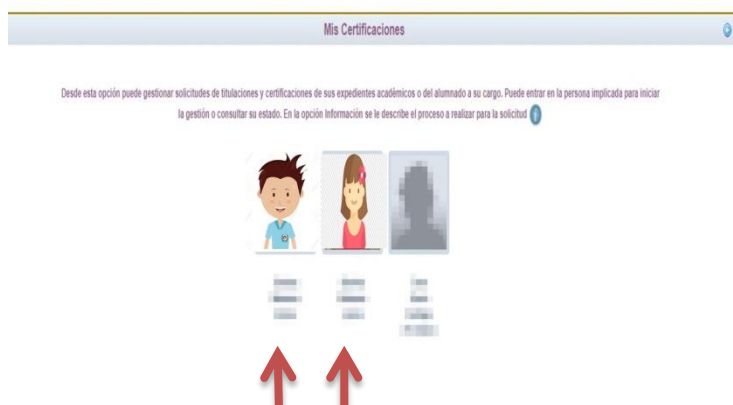 Mis Certificaciones
Desde esta opción puede gestionar solicitudes de titulaciones y certificaciones de sus expedientes académicos o del alumnado a su cargo. Puede entrar en la persona implicada para iniciar
la gestión o consultar su estado. En la opción Información se le describe el proceso a realizar para la solicitud